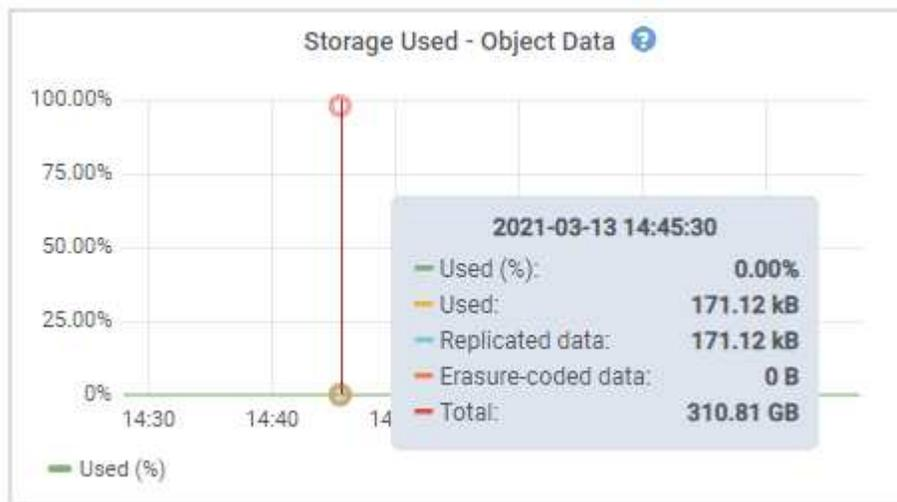 Storage Used - Object Data ?
100.00%
75.00%
50.00%
25.00%
0%
14:30 14:40 14
2021-03-13 14:45:30
Used (%): 0.00%
Used: 171.12 kB
Replicated data: 171.12 kB
Erasure-coded data: 0 B
Total: 310.81 GB
Used (%)